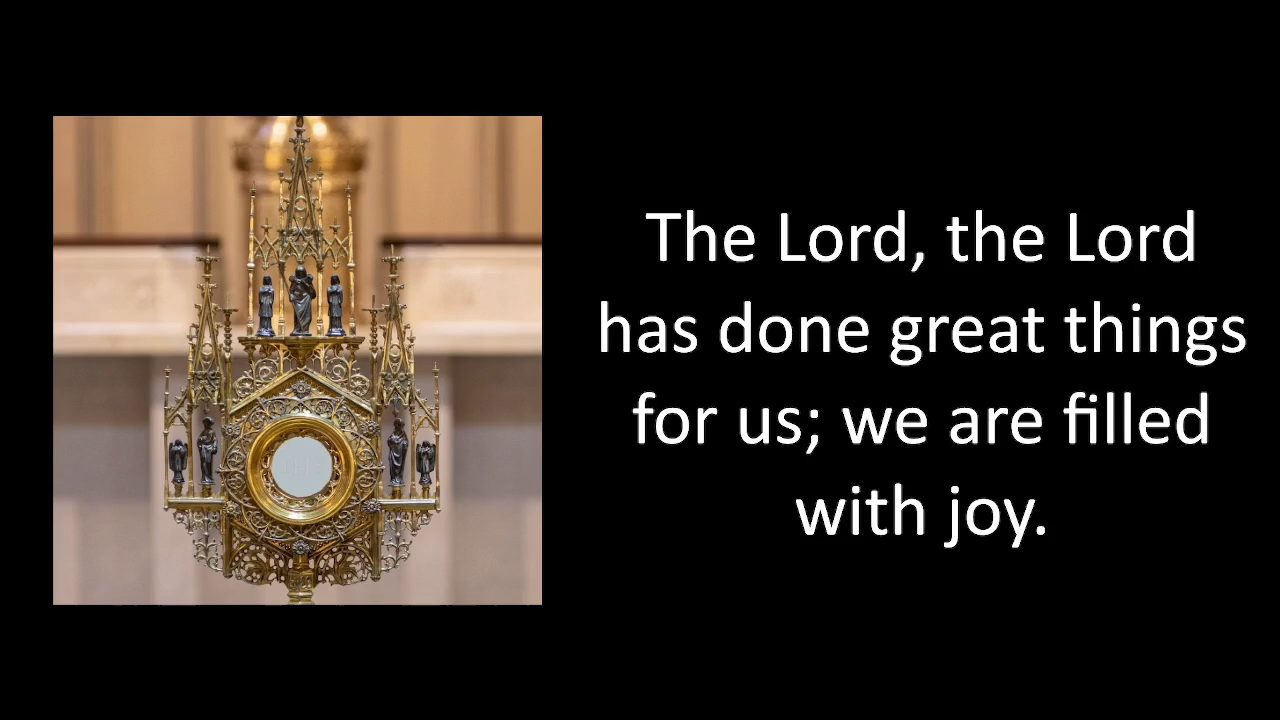 The Lord, the Lord
has done great things
for us; we are filled
with joy.